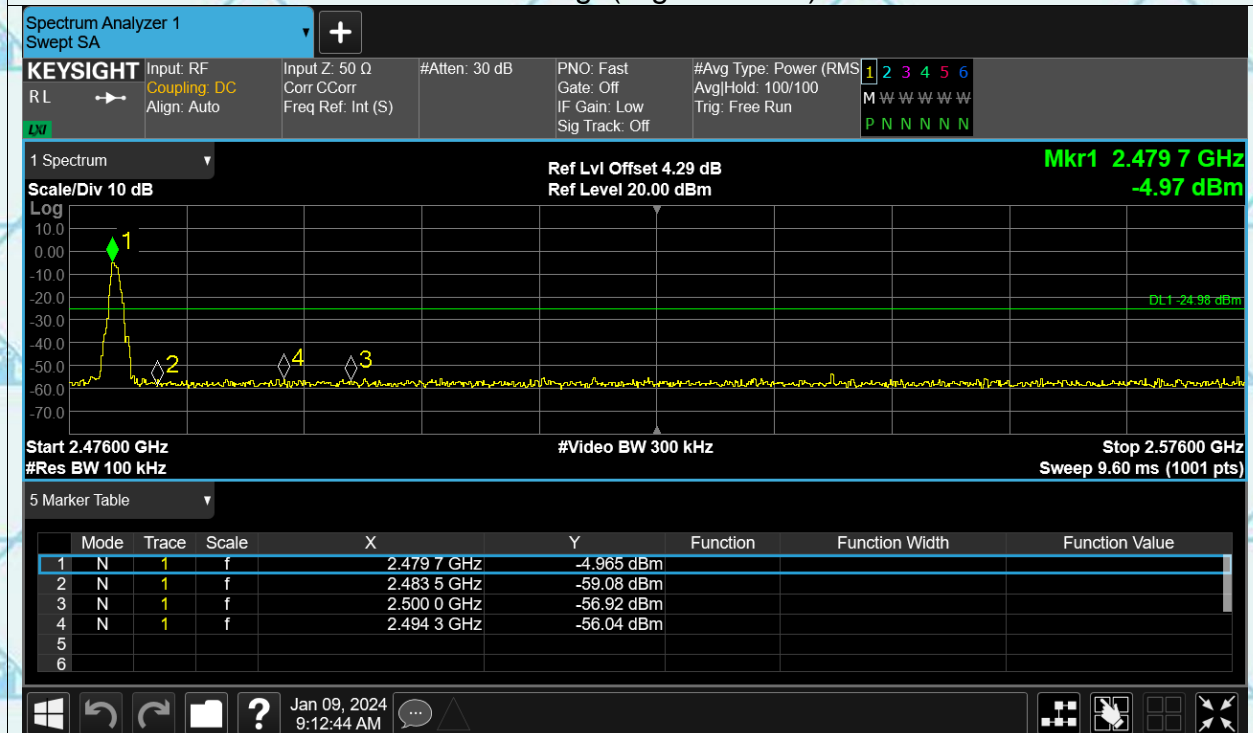 Spectrum Analyzer 1
Swept SA
+
KEYSIGHT Input: RF Input Z: 50 Ω #Atten: 30 dB PNO: Fast #Avg Type: Power (RMS 1 2 3 4 5 6
R L Coupling: DC Corr CCorr Gate: Off Avg|Hold: 100/100 M W W W W W
Align: Auto Freq Ref: Int (S) IF Gain: Low Trig: Free Run
LXI Sig Track: Off P N N N N N
1 Spectrum Ref Lvl Offset 4.29 dB Mkr1 2.479 7 GHz
Scale/Div 10 dB Ref Level 20.00 dBm -4.97 dBm
Log
10.0
0.00
-10.0
-20.0
-30.0
-40.0
-50.0
-60.0
-70.0
1
2
4
3
DL1 -24.98 dBm
Start 2.47600 GHz #Video BW 300 kHz Stop 2.57600 GHz
#Res BW 100 kHz Sweep 9.60 ms (1001 pts)
5 Marker Table
Mode Trace Scale X Y Function Function Width Function Value
1 N 1 f 2.479 7 GHz -4.965 dBm
2 N 1 f 2.483 5 GHz -59.08 dBm
3 N 1 f 2.500 0 GHz -56.92 dBm
4 N 1 f 2.494 3 GHz -56.04 dBm
5
6
? Jan 09, 2024
9:12:44 AM